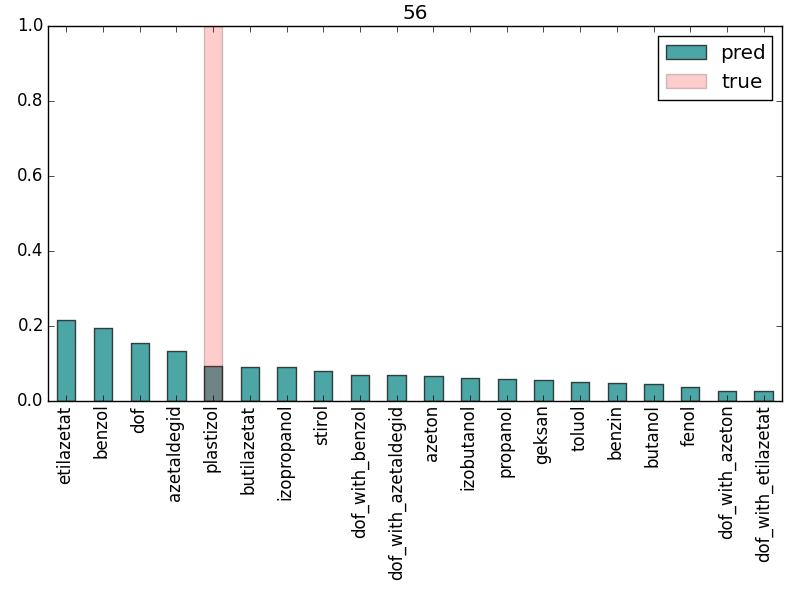 56
1.0
0.8
0.6
0.4
0.2
0.0
pred
true
etilazetat
benzol
dof
azetaldegid
plastizol
butilazetat
izopropanol
stirol
dof_with_benzol
dof_with_azetaldegid
azeton
izobutanol
propanol
geksan
toluol
benzin
butanol
fenol
dof_with_azeton
dof_with_etilazetat